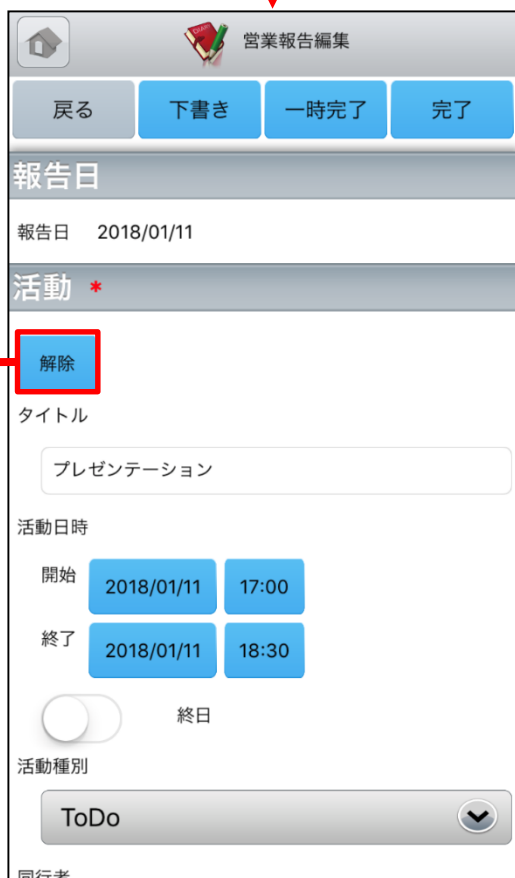 営業報告編集
戻る 下書き 一時完了 完了
報告日
報告日 2018/01/11
活動 *
解除
タイトル
プレゼンテーション
活動日時
開始 2018/01/11 17:00
終了 2018/01/11 18:30
終日
活動種別
ToDo
同行者